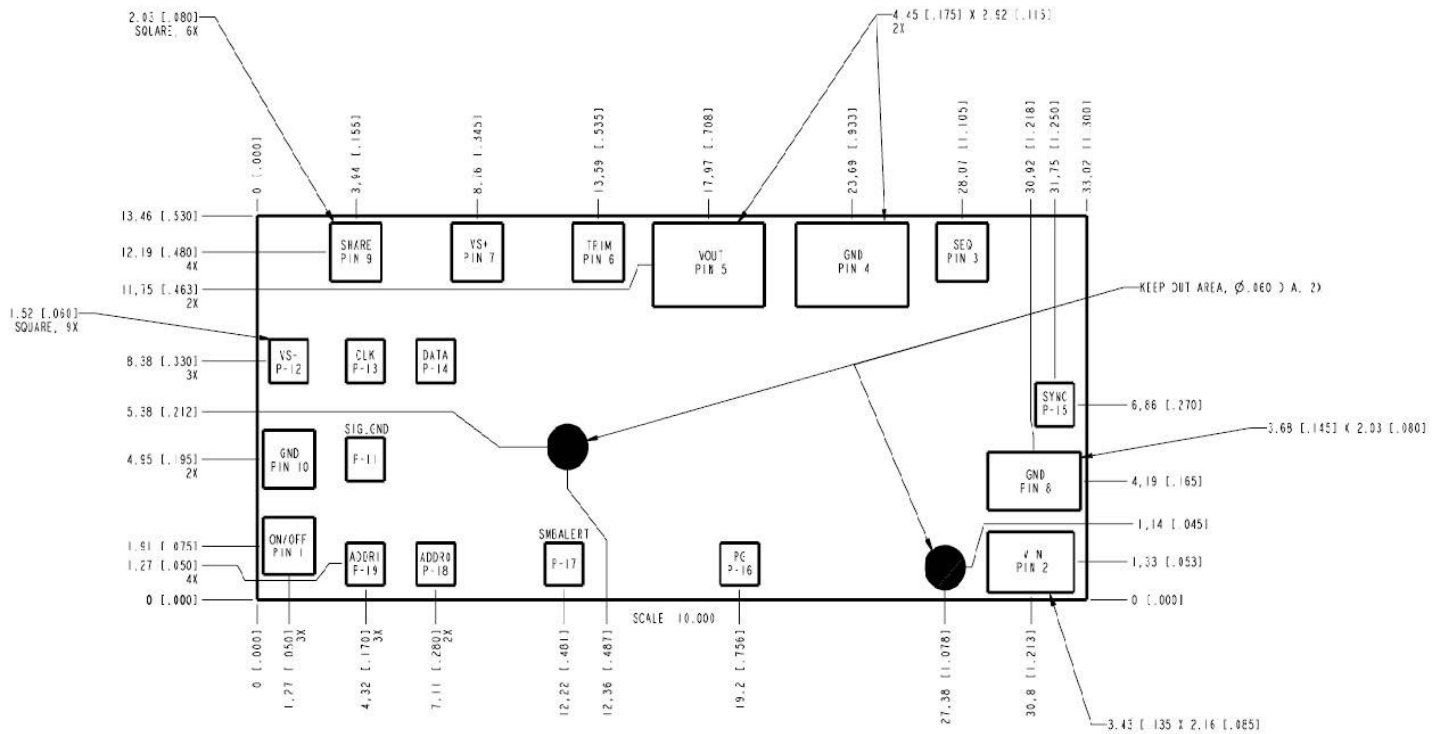 2.03 [.080]
SQUARE, 6X
4.45 [.175] X 2.92 [.115]
2X
0 [.000]
3.94 [.155]
8.16 [.345]
13,59 [.535]
17,97 [.708]
23,69 [.933]
28,07 [1.105]
30,92 [1.218]
31,75 [1.250]
33,02 [1.300]
13.46 [.530]
12.19 [.480]
4X
11,75 [.463]
2X
SHARE
PIN 9
VS+
PIN 7
TRIM
PIN 6
VOUT
PIN 5
GND
PIN 4
SEQ
PIN 3
KEEP OUT AREA, Ø.060 DIA, 2X
1.52 [.060]
SQUARE, 9X
8.38 [.330]
3X
VS-
P-12
CLK
P-13
DATA
P-14
5.38 [.212]
SYNC
P-15
6,86 [.270]
3.68 [.145] X 2.03 [.080]
4.95 [.195]
2X
GND
PIN 10
SIG_GND
P-11
GND
PIN 8
4,19 [.165]
1,14 [.045]
1.91 [.075]
1.27 [.050]
4X
ON/OFF
PIN 1
ADDR1
P-19
ADDR0
P-18
SMBALERT
P-17
PG
P-16
VIN
PIN 2
1,33 [.053]
0 [.000]
0 [.000]
SCALE 10.000
0 [.000]
1,27 [.050]
3X
4,32 [.170]
3X
7.11 [.280]
2X
12,22 [.481]
12,36 [.487]
19.2 [.756]
27.38 [1.078]
30,8 [1.213]
3.43 [.135 X 2.16 [.085]